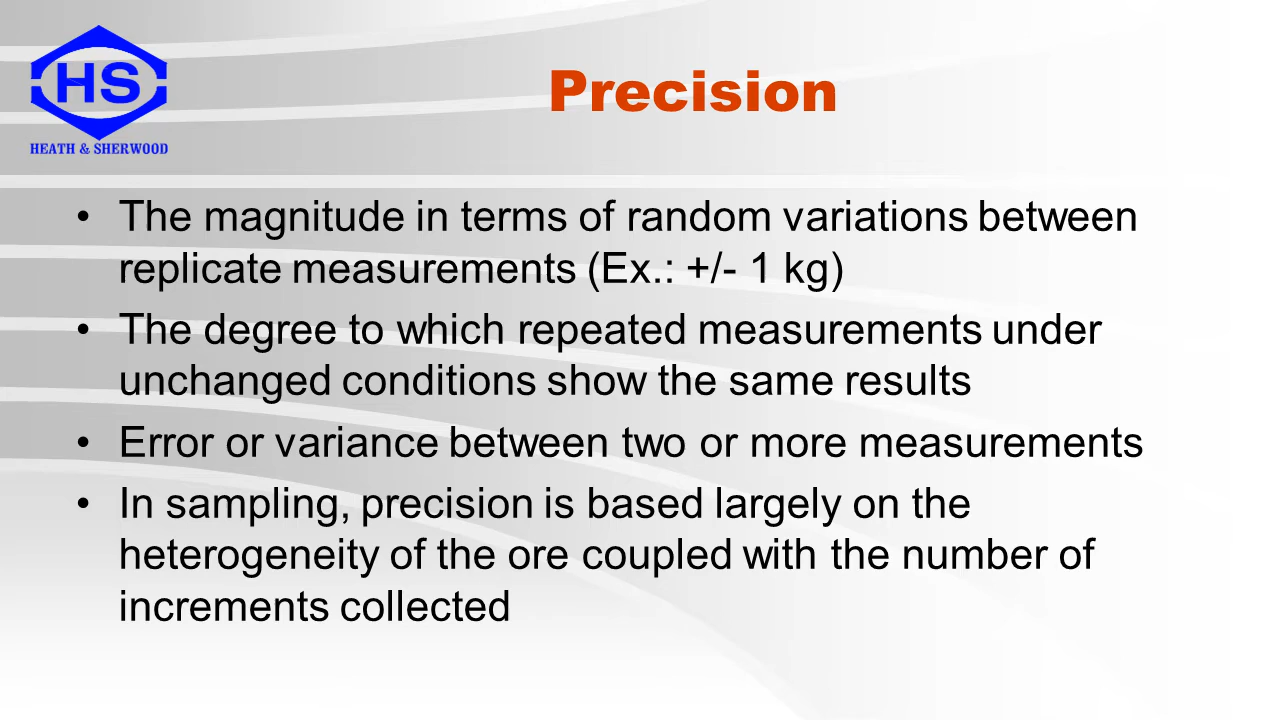 HS
HEATH & SHERWOOD
Precision
• The magnitude in terms of random variations between
replicate measurements (Ex.: +/- 1 kg)
• The degree to which repeated measurements under
unchanged conditions show the same results
• Error or variance between two or more measurements
• In sampling, precision is based largely on the
heterogeneity of the ore coupled with the number of
increments collected